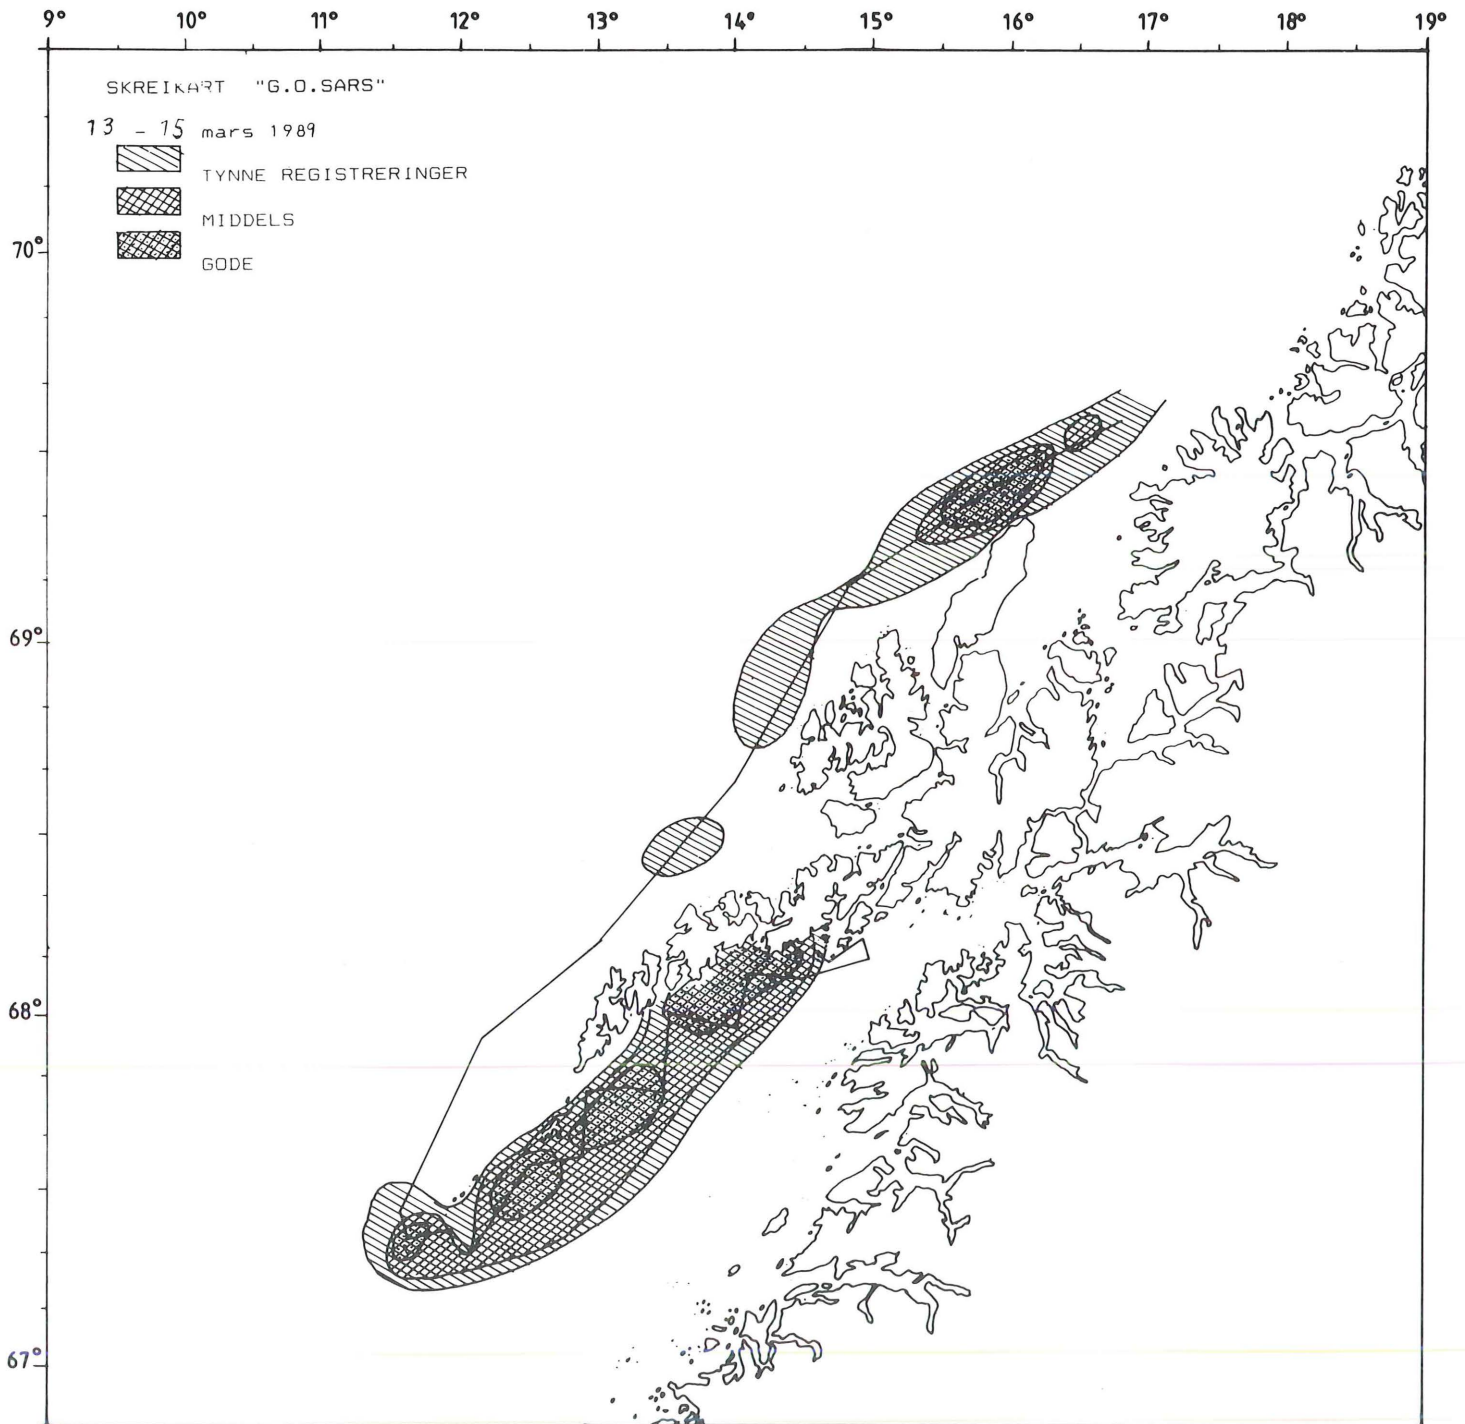 9° 10° 11° 12° 13° 14° 15° 16° 17° 18° 19°
SKREIKART "G.O.SARS"
13 - 15 mars 1989
TYNNE REGISTRERINGER
MIDDELS
GODE
70°
69°
68°
67°